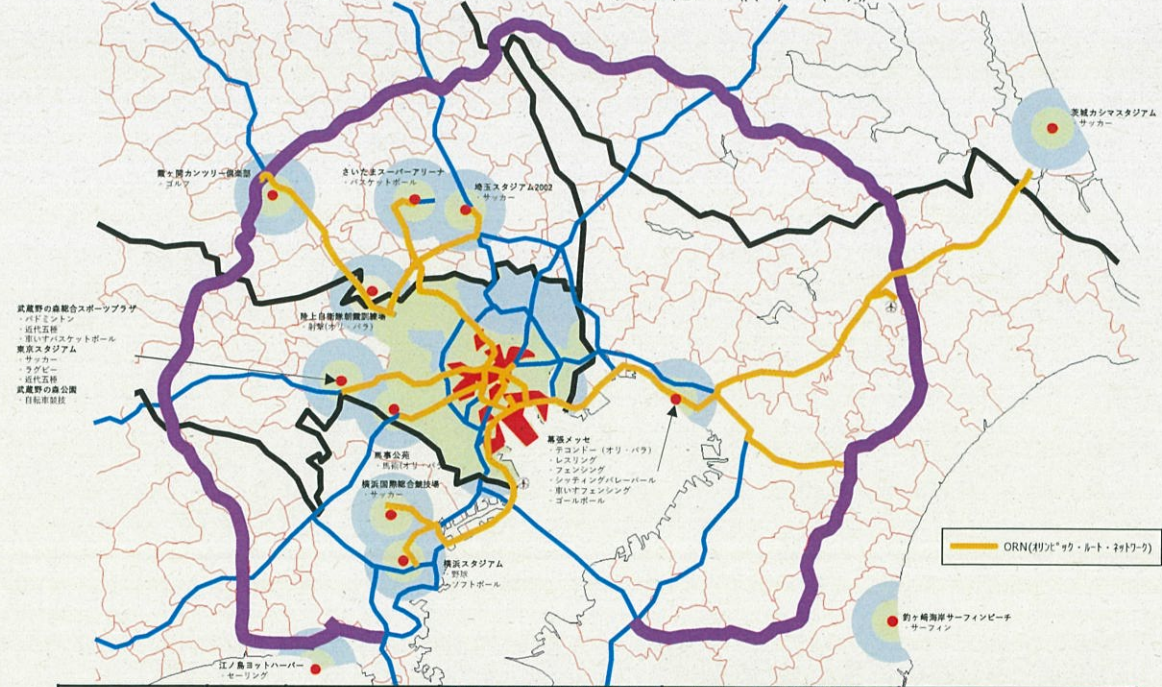 茨城カシマスタジアム
・サッカー
霞ヶ関カンツリー倶楽部
・ゴルフ
さいたまスーパーアリーナ
・バスケットボール
埼玉スタジアム2002
・サッカー
陸上自衛隊朝霞訓練場
・射撃(オリ・パラ)
武蔵野の森総合スポーツプラザ
・バドミントン
・近代五種
・車いすバスケットボール
東京スタジアム
・サッカー
・ラグビー
・近代五種
武蔵野の森公園
・自転車競技
馬事公苑
・馬術(オリ・パラ
横浜国際総合競技場
・サッカー
幕張メッセ
・テコンドー (オリ・パラ)
・レスリング
・フェンシング
・シッティングバレーボール
・車いすフェンシング
・ゴールボール
横浜スタジアム
・野球
・ソフトボール
ORN(オリンピック・ルート・ネットワーク)
釣ヶ崎海岸サーフィンビーチ
・サーフィン
江ノ島ヨットハーバー
・セーリング